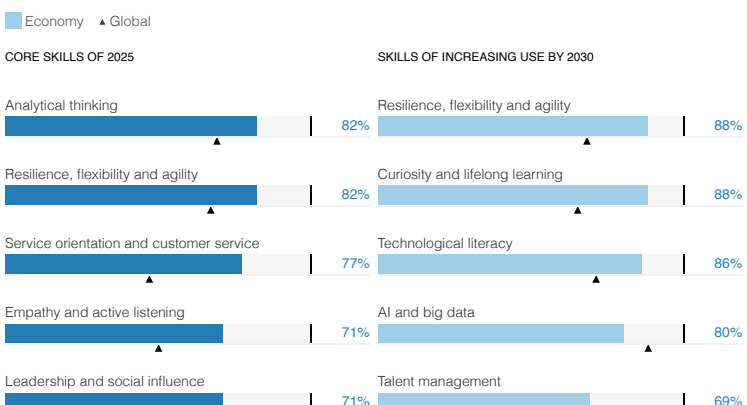 Economy Global
CORE SKILLS OF 2025
Analytical thinking
82%
Resilience, flexibility and agility
82%
Service orientation and customer service
77%
Empathy and active listening
71%
Leadership and social influence
71%
SKILLS OF INCREASING USE BY 2030
Resilience, flexibility and agility
88%
Curiosity and lifelong learning
88%
Technological literacy
86%
AI and big data
80%
Talent management
69%